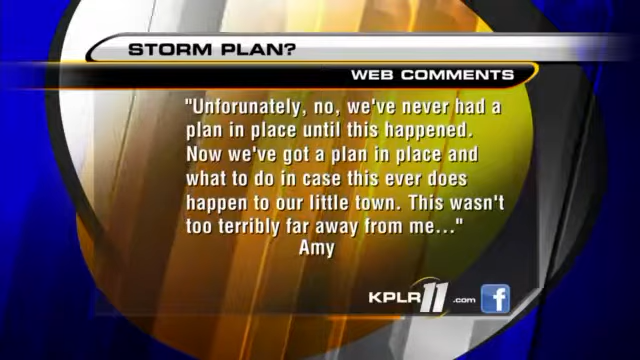 STORM PLAN?
WEB COMMENTS
"Unforunately, no, we've never had a
plan in place until this happened.
Now we've got a plan in place and
what to do in case this ever does
happen to our little town. This wasn't
too terribly far away from me..."
Amy
KPLR11.com f